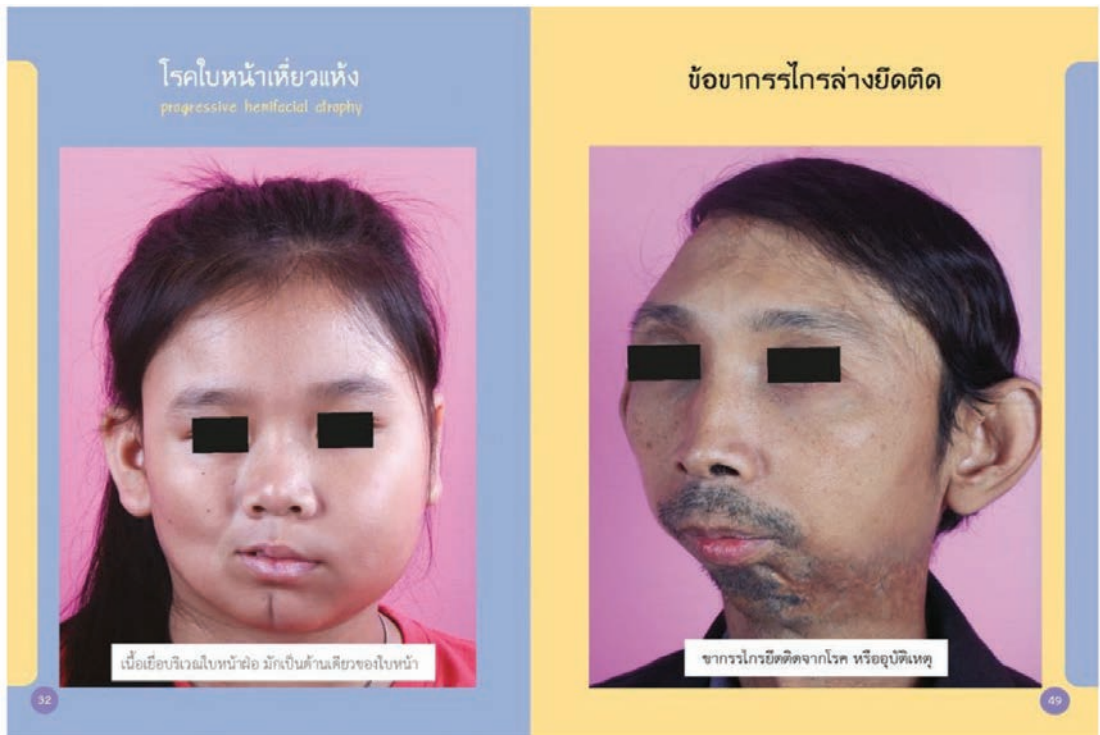 โรคใบหน้าเหี่ยวแห้ง
progressive hemifacial atrophy
เนื้อเยื่อบริเวณใบหน้าฝ่อ มักเป็นด้านเดียวของใบหน้า
32
ข้อขากรรไกรล่างยึดติด
ขากรรไกรยึดติดจากโรค หรืออุบัติเหตุ
49